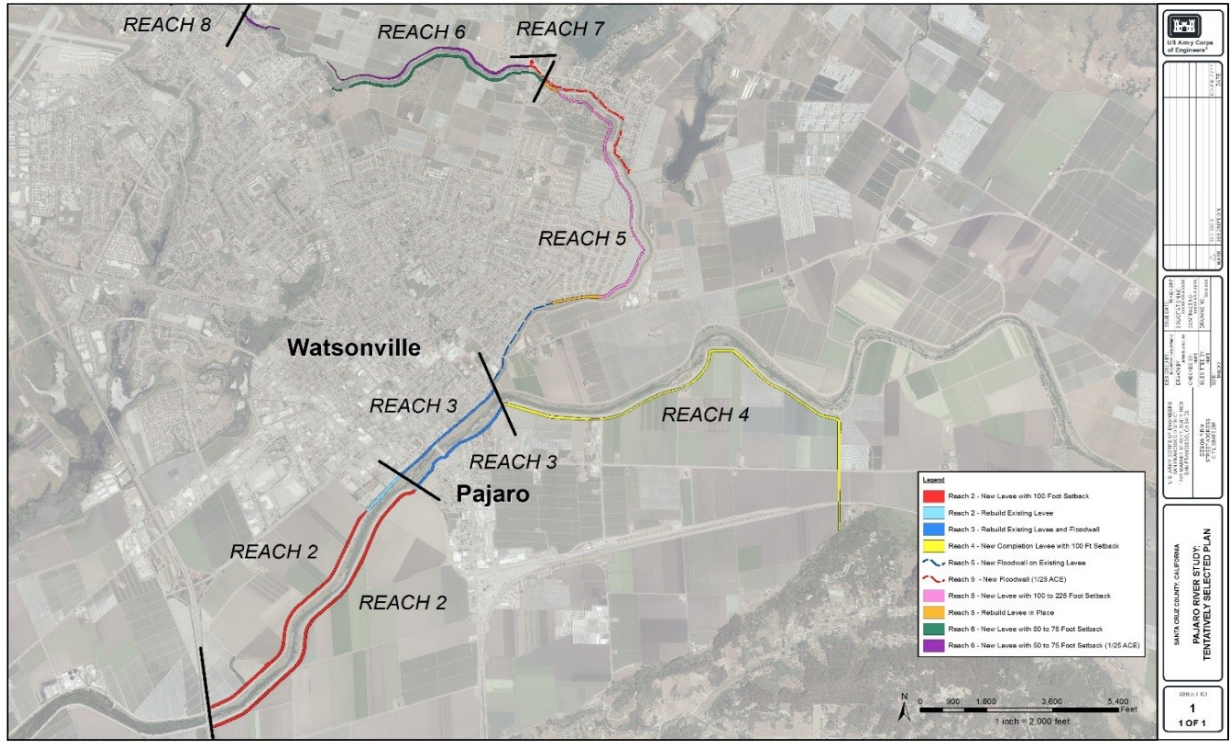 REACH 8
REACH 6
REACH 7
REACH 5
Watsonville
REACH 3
REACH 4
REACH 3
Pajaro
REACH 2
REACH 2
Legend
Reach 2 - New Levee with 100 Foot Setback
Reach 2 - Rebuild Existing Levee
Reach 3 - Rebuild Existing Levee and Floodwall
Reach 4 - New Completion Levee with 100 Ft Setback
Reach 5 - New Floodwall on Existing Levee
Reach 5 - New Floodwall (1/25 ACE)
Reach 5 - New Levee with 100 to 225 Foot Setback
Reach 5 - Rebuild Levee in Place
Reach 6 - New Levee with 50 to 75 Foot Setback
Reach 6 - New Levee with 50 to 75 Foot Setback (1/25 ACE)
N
0 900 1,800 3,600 5,400
Feet
1 inch = 2,000 feet
US Army Corps
of Engineers®
SANTA CRUZ COUNTY, CALIFORNIA
PAJARO RIVER STUDY:
TENTATIVELY SELECTED PLAN
1
1 OF 1